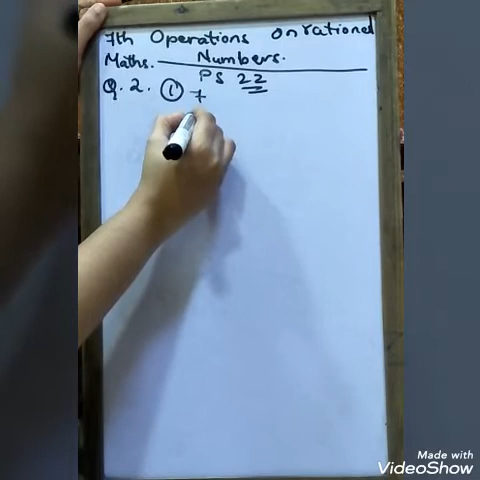 7th Operations on rational
Maths. Numbers.
PS 22
Q. 2. ① +
Made with
VideoShow